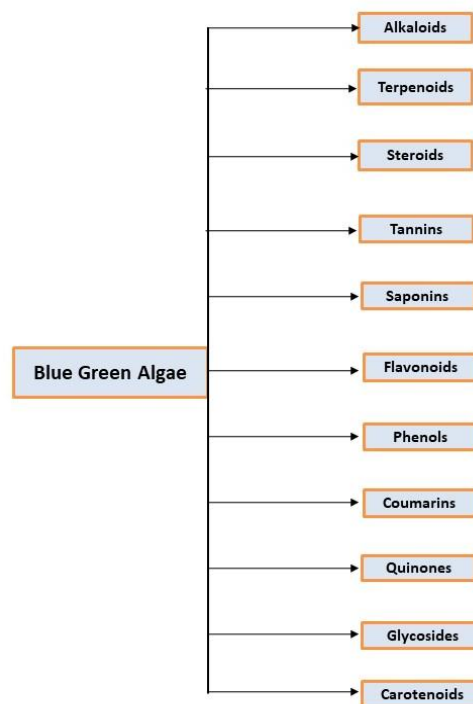 Alkaloids
Terpenoids
Steroids
Tannins
Saponins
Blue Green Algae
Flavonoids
Phenols
Coumarins
Quinones
Glycosides
Carotenoids